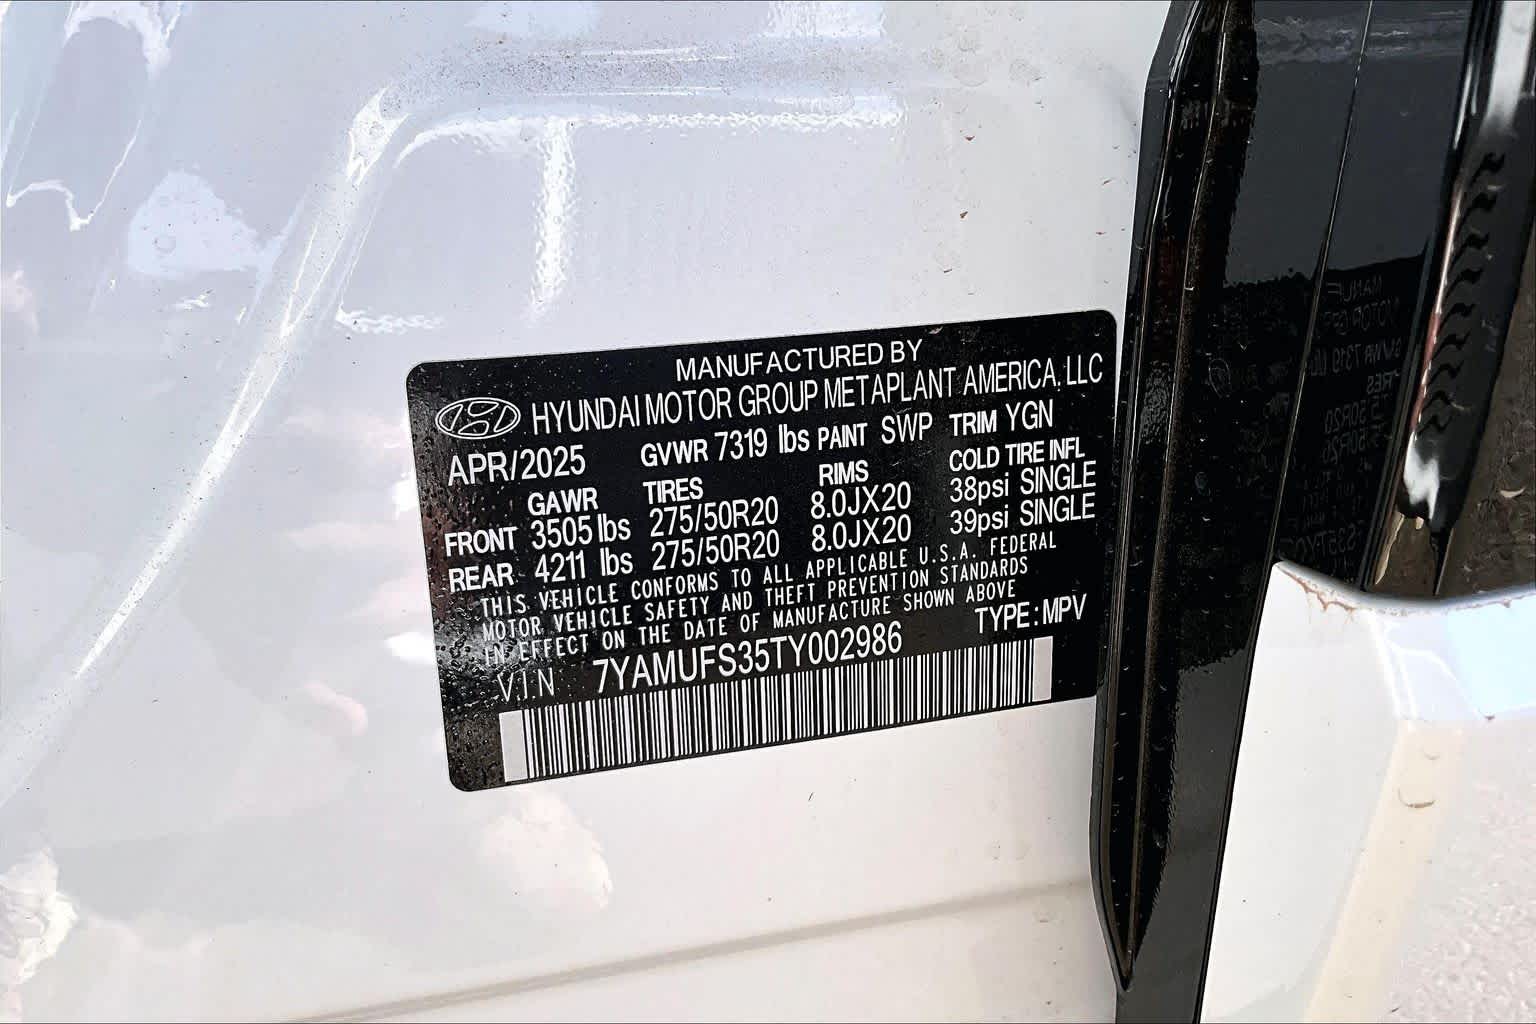 MANUFACTURED BY
HYUNDAI MOTOR GROUP METAPLANT AMERICA. LLC
APR/2025 GVWR 7319 lbs PAINT SWP TRIM YGN
GAWR TIRES RIMS COLD TIRE INFL
FRONT 3505 lbs 275/50R20 8.0JX20 38psi SINGLE
REAR 4211 lbs 275/50R20 8.0JX20 39psi SINGLE
THIS VEHICLE CONFORMS TO ALL APPLICABLE U.S.A. FEDERAL
MOTOR VEHICLE SAFETY AND THEFT PREVENTION STANDARDS
IN EFFECT ON THE DATE OF MANUFACTURE SHOWN ABOVE
V.I.N 7YAMUFS35TY002986 TYPE : MPV